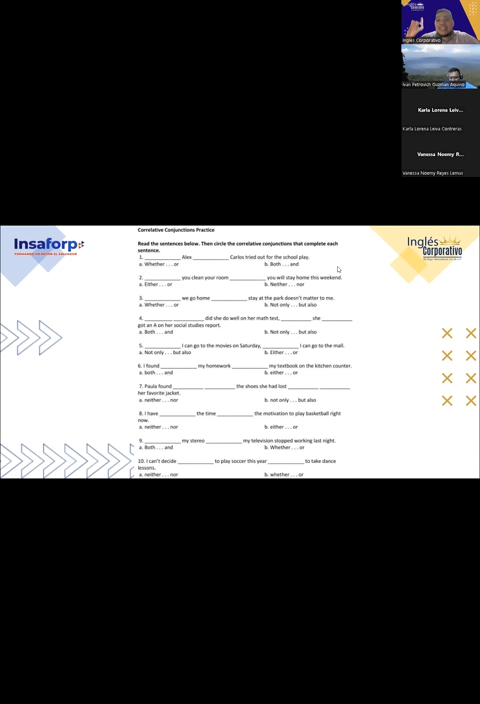 Inglés Corporativo
Ivan Petrovich Guzman Aquino
Karla Lorena Leiv...
Karla Lorena Leiva Contreras
Vanessa Noemy R...
Vanessa Noemy Reyes Lemus
Insaforp
Inglés
Corporativo
Correlative Conjunctions Practice
Read the sentences below. Then circle the correlative conjunctions that complete each
sentence.
1. ____________ Alex ____________ Carlos tried out for the school play.
a. Whether . . . or b. Both . . . and
2. ____________ you clean your room ____________ you will stay home this weekend.
a. Either . . . or b. Neither . . . nor
3. ____________ we go home ____________ stay at the park doesn't matter to me.
a. Whether . . . or b. Not only . . . but also
4. __________ __________ did she do well on her math test, __________ she __________
got an A on her social studies report.
a. Both . . . and b. Not only . . . but also
5. ____________ I can go to the movies on Saturday, __________ I can go to the mall.
a. Not only . . . but also b. Either . . . or
6. I found ____________ my homework ____________ my textbook on the kitchen counter.
a. both . . . and b. either . . . or
7. Paula found __________ __________ the shoes she had lost __________ __________
her favorite jacket.
a. neither . . . nor b. not only . . . but also
8. I have ____________ the time ____________ the motivation to play basketball right
now.
a. neither . . . nor b. either . . . or
9. ____________ my stereo ____________ my television stopped working last night.
a. Both . . . and b. Whether . . . or
10. I can't decide ____________ to play soccer this year ____________ to take dance
lessons.
a. neither . . . nor b. whether . . . or